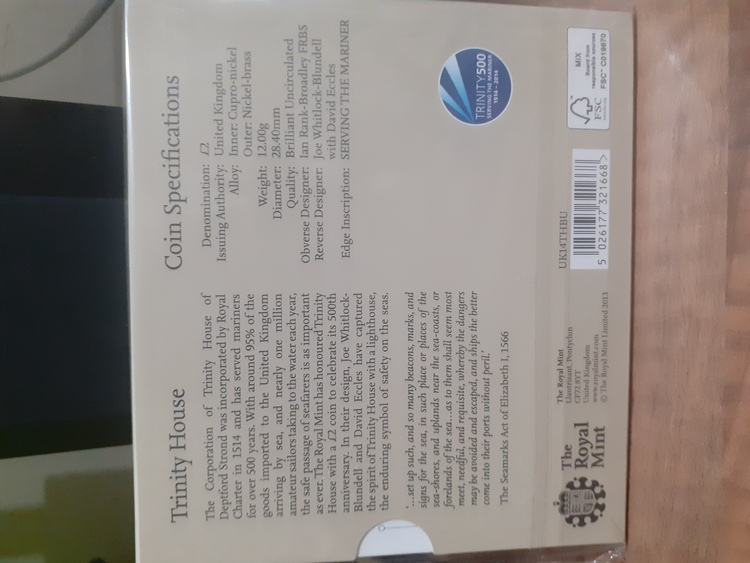 Trinity House
The Corporation of Trinity House of
Deptford Strond was incorporated by Royal
Charter in 1514 and has served mariners
for over 500 years. With around 95% of the
goods imported to the United Kingdom
arriving by sea, and nearly one million
amateur sailors taking to the water each year,
the safe passage of seafarers is as important
as ever. The Royal Mint has honoured Trinity
House with a £2 coin to celebrate its 500th
anniversary. In their design, Joe Whitlock-
Blundell and David Eccles have captured
the spirit of Trinity House with a lighthouse,
the enduring symbol of safety on the seas.
'...set up such, and so many beacons, marks, and
signs for the sea, in such place or places of the
sea-shores, and uplands near the sea-coasts, or
forelands of the sea...as to them shall seem most
meet, needful, and requisite, whereby the dangers
may be avoided and escaped, and ships the better
come into their ports without peril.'
The Seamarks Act of Elizabeth I, 1566
Coin Specifications
Denomination: £2
Issuing Authority: United Kingdom
Alloy: Inner: Cupro-nickel
Outer: Nickel-brass
Weight: 12.00g
Diameter: 28.40mm
Quality: Brilliant Uncirculated
Obverse Designer: Ian Rank-Broadley FRBS
Reverse Designer: Joe Whitlock-Blundell
with David Eccles
Edge Inscription: SERVING THE MARINER
TRINITY500
SERVING THE MARINER
1514 – 2014
The
Royal
Mint
The Royal Mint
Llantrisant, Pontyclun
CF72 8YT
United Kingdom
www.royalmint.com
© The Royal Mint Limited 2013
UK14THBU
5 026177 321668 >
FSC
MIX
Board from
responsible sources
FSC® C019870